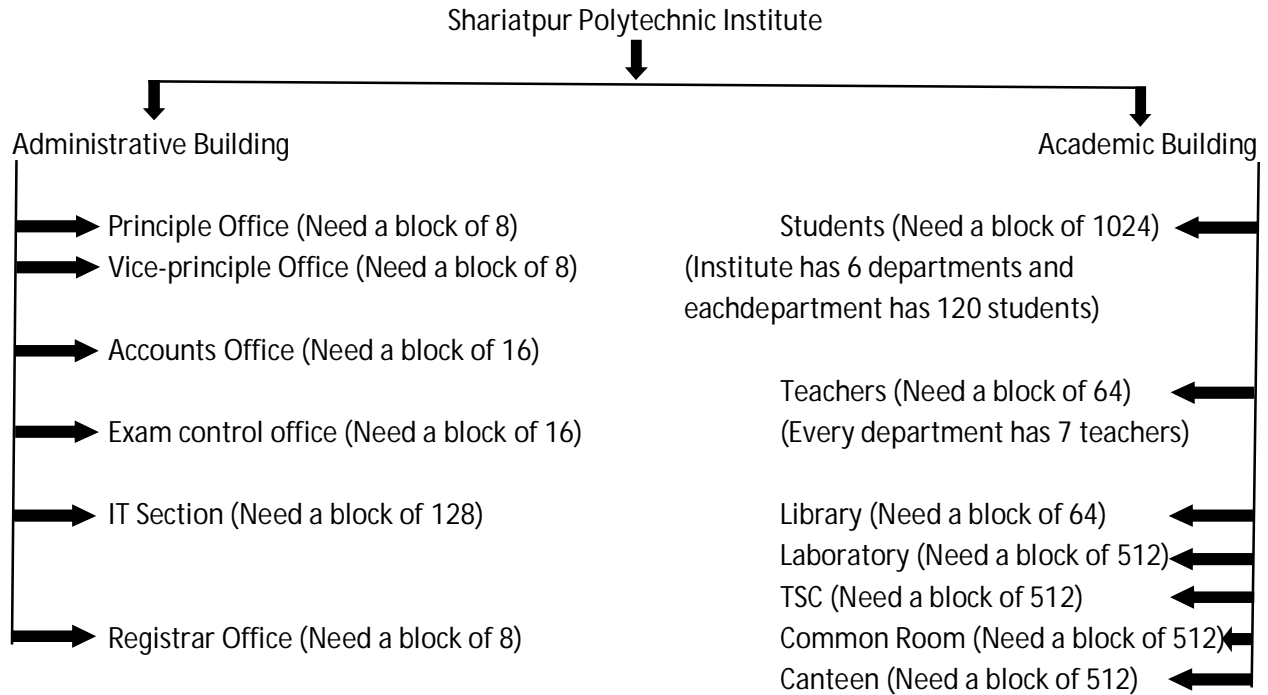 Shariatpur Polytechnic Institute
Administrative Building
Principle Office (Need a block of 8)
Vice-principle Office (Need a block of 8)
Accounts Office (Need a block of 16)
Exam control office (Need a block of 16)
IT Section (Need a block of 128)
Registrar Office (Need a block of 8)
Academic Building
Students (Need a block of 1024)
(Institute has 6 departments and
eachdepartment has 120 students)
Teachers (Need a block of 64)
(Every department has 7 teachers)
Library (Need a block of 64)
Laboratory (Need a block of 512)
TSC (Need a block of 512)
Common Room (Need a block of 512)
Canteen (Need a block of 512)